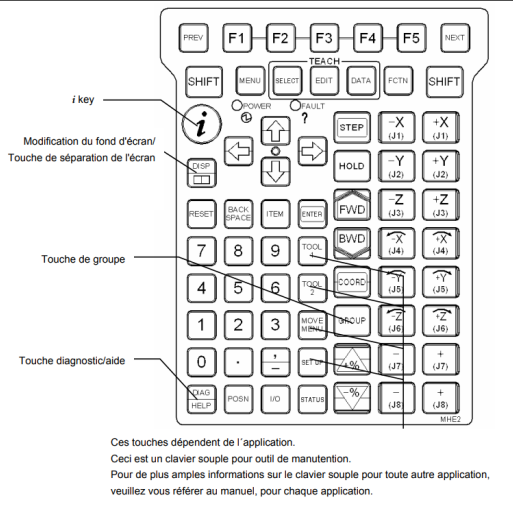 PREV F1 F2 F3 F4 F5 NEXT
TEACH
SHIFT MENU SELECT EDIT DATA FCTN SHIFT
i key
POWER FAULT
i ?
STEP -X (J1) +X (J1)
Modification du fond d'écran/
Touche de séparation de l'écran
DISP
HOLD -Y (J2) +Y (J2)
RESET BACK SPACE ITEM ENTER FWD -Z (J3) +Z (J3)
7 8 9 TOOL 1 BWD -X (J4) +X (J4)
Touche de groupe
4 5 6 TOOL 2 COORD -Y (J5) +Y (J5)
1 2 3 MOVE MENU GROUP -Z (J6) +Z (J6)
0 . , - SET UP +% - (J7) + (J7)
Touche diagnostic/aide
DIAG HELP POSN I/O STATUS -% - (J8) + (J8)
MHE2
Ces touches dépendent de l´application.
Ceci est un clavier souple pour outil de manutention.
Pour de plus amples informations sur le clavier souple pour toute autre application,
veuillez vous référer au manuel, pour chaque application.